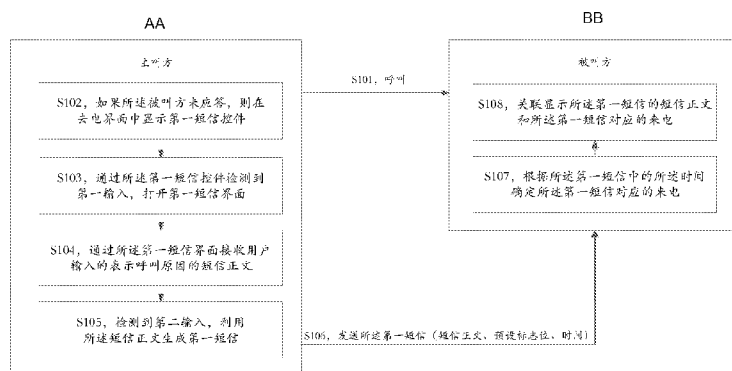 AA
BB
主叫方
被叫方
S101，呼叫
S102，如果所述被叫方未应答，则在
去电界面中显示第一短信控件
S103，通过所述第一短信控件检测到
第一输入，打开第一短信界面
S104，通过所述第一短信界面接收用户
输入的表示呼叫原因的短信正文
S105，检测到第二输入，利用
所述短信正文生成第一短信
S106，发送所述第一短信（短信正文、预设标志位、时间）
S108，关联显示所述第一短信的短信正文
和所述第一短信对应的来电
S107，根据所述第一短信中的所述时间
确定所述第一短信对应的来电